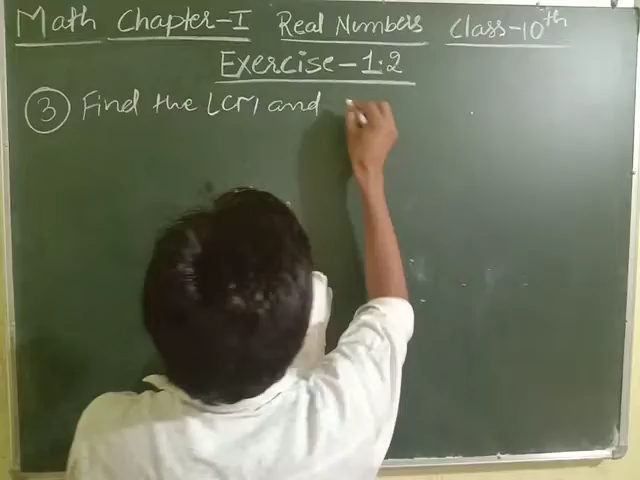 Math Chapter-I Real Numbers Class-10th
Exercise-1.2
3 Find the LCM and